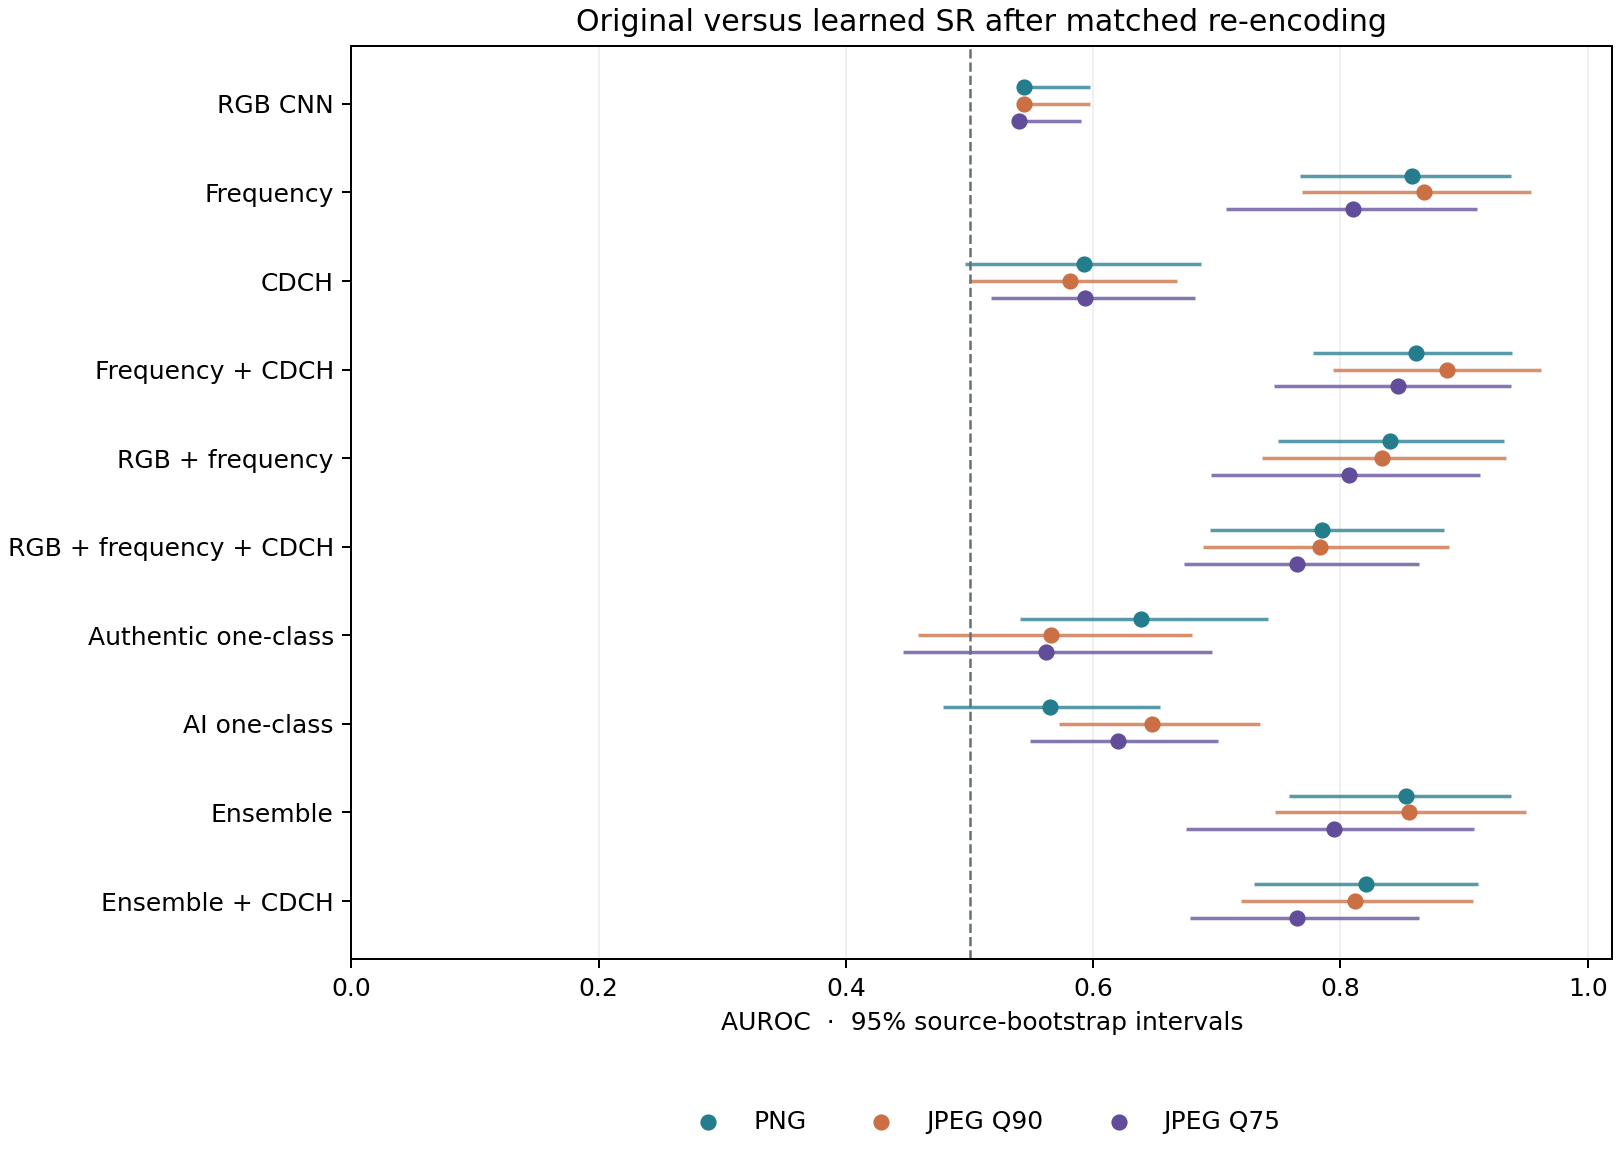 Original versus learned SR after matched re-encoding
RGB CNN
Frequency
CDCH
Frequency + CDCH
RGB + frequency
RGB + frequency + CDCH
Authentic one-class
AI one-class
Ensemble
Ensemble + CDCH
0.0 0.2 0.4 0.6 0.8 1.0
AUROC · 95% source-bootstrap intervals
PNG JPEG Q90 JPEG Q75